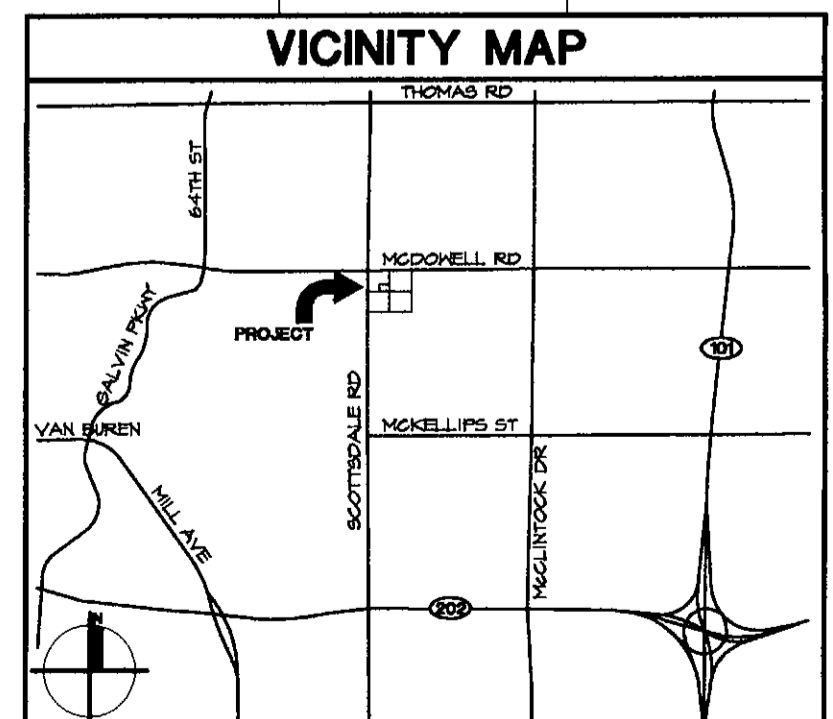 VICINITY MAP
THOMAS RD
64TH ST
MCDOWELL RD
GALVIN PKWY
PROJECT
101
SCOTTSDALE RD
VAN BUREN
MCKELLIPS ST
MILL AVE
McCLINTOCK DR
202
N